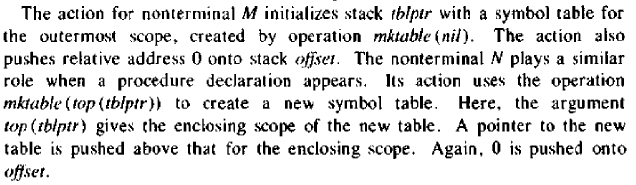 The action for nonterminal M initializes stack tblptr with a symbol table for
the outermost scope, created by operation mktable (nil). The action also
pushes relative address 0 onto stack offset. The nonterminal N plays a similar
role when a procedure declaration appears. Its action uses the operation
mktable (top (tblptr)) to create a new symbol table. Here, the argument
top (tblptr) gives the enclosing scope of the new table. A pointer to the new
table is pushed above that for the enclosing scope. Again, 0 is pushed onto
offset.